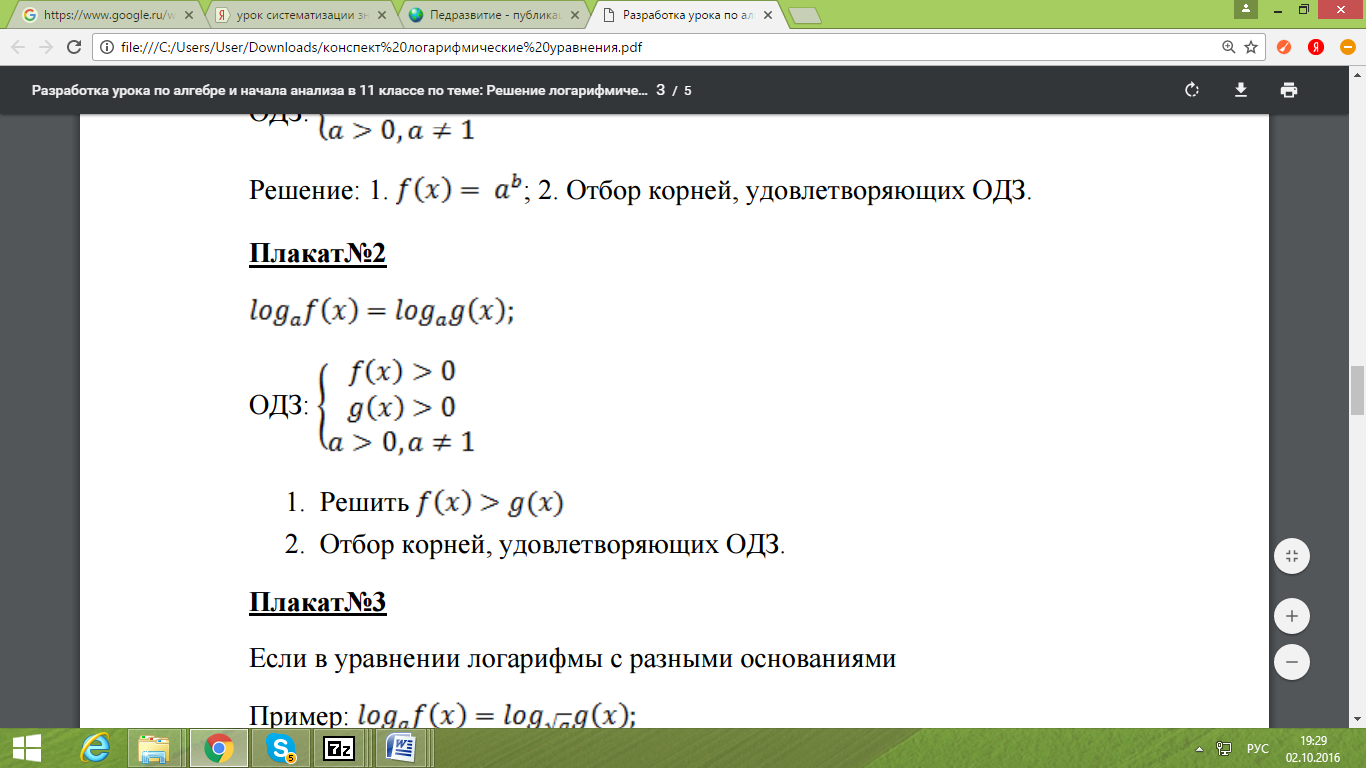 https://www.google.ru/w
урок систематизации зн
Педразвитие - публика
Разработка урока по ал
file:///C:/Users/User/Downloads/конспект%20логарифмические%20уравнения.pdf
Разработка урока по алгебре и начала анализа в 11 классе по теме: Решение логарифмиче... 3 / 5
ОДЗ: {a > 0, a ≠ 1
Решение: 1. f(x) = a^b; 2. Отбор корней, удовлетворяющих ОДЗ.
Плакат№2
log_a f(x) = log_a g(x);
f(x) > 0
ОДЗ: { g(x) > 0
a > 0, a ≠ 1
1. Решить f(x) > g(x)
2. Отбор корней, удовлетворяющих ОДЗ.
Плакат№3
Если в уравнении логарифмы с разными основаниями
Пример: log_a f(x) = log_√a g(x);
5
7z
РУС
19:29
02.10.2016